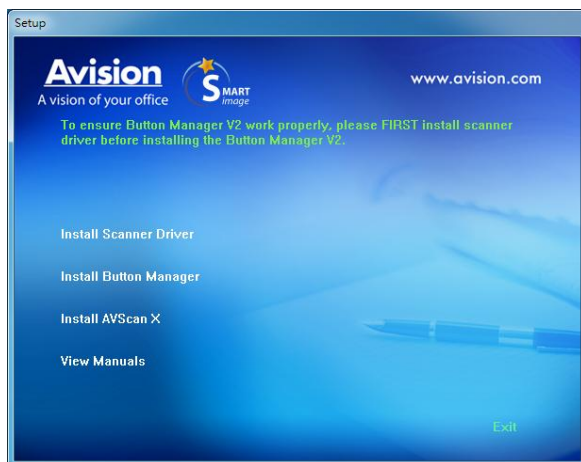 Setup
Avision
A vision of your office
SMART
Image
www.avision.com
To ensure Button Manager V2 work properly, please FIRST install scanner
driver before installing the Button Manager V2.
Install Scanner Driver
Install Button Manager
Install AVScan X
View Manuals
Exit